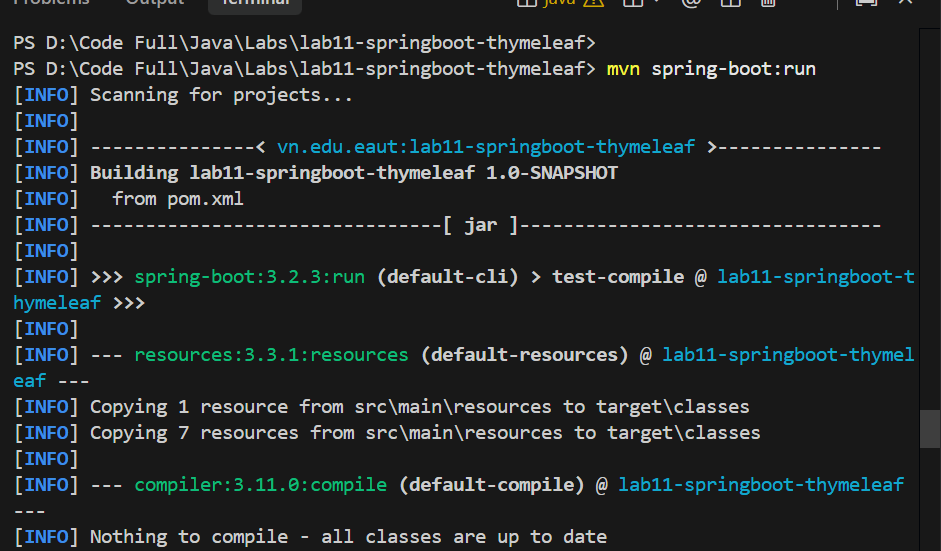 Problems Output Terminal java
PS D:\Code Full\Java\Labs\lab11-springboot-thymeleaf>
PS D:\Code Full\Java\Labs\lab11-springboot-thymeleaf> mvn spring-boot:run
[INFO] Scanning for projects...
[INFO]
[INFO] ---------------< vn.edu.eaut:lab11-springboot-thymeleaf >---------------
[INFO] Building lab11-springboot-thymeleaf 1.0-SNAPSHOT
[INFO]   from pom.xml
[INFO] --------------------------------[ jar ]---------------------------------
[INFO]
[INFO] >>> spring-boot:3.2.3:run (default-cli) > test-compile @ lab11-springboot-t
hymeleaf >>>
[INFO]
[INFO] --- resources:3.3.1:resources (default-resources) @ lab11-springboot-thymel
eaf ---
[INFO] Copying 1 resource from src\main\resources to target\classes
[INFO] Copying 7 resources from src\main\resources to target\classes
[INFO]
[INFO] --- compiler:3.11.0:compile (default-compile) @ lab11-springboot-thymeleaf
---
[INFO] Nothing to compile - all classes are up to date